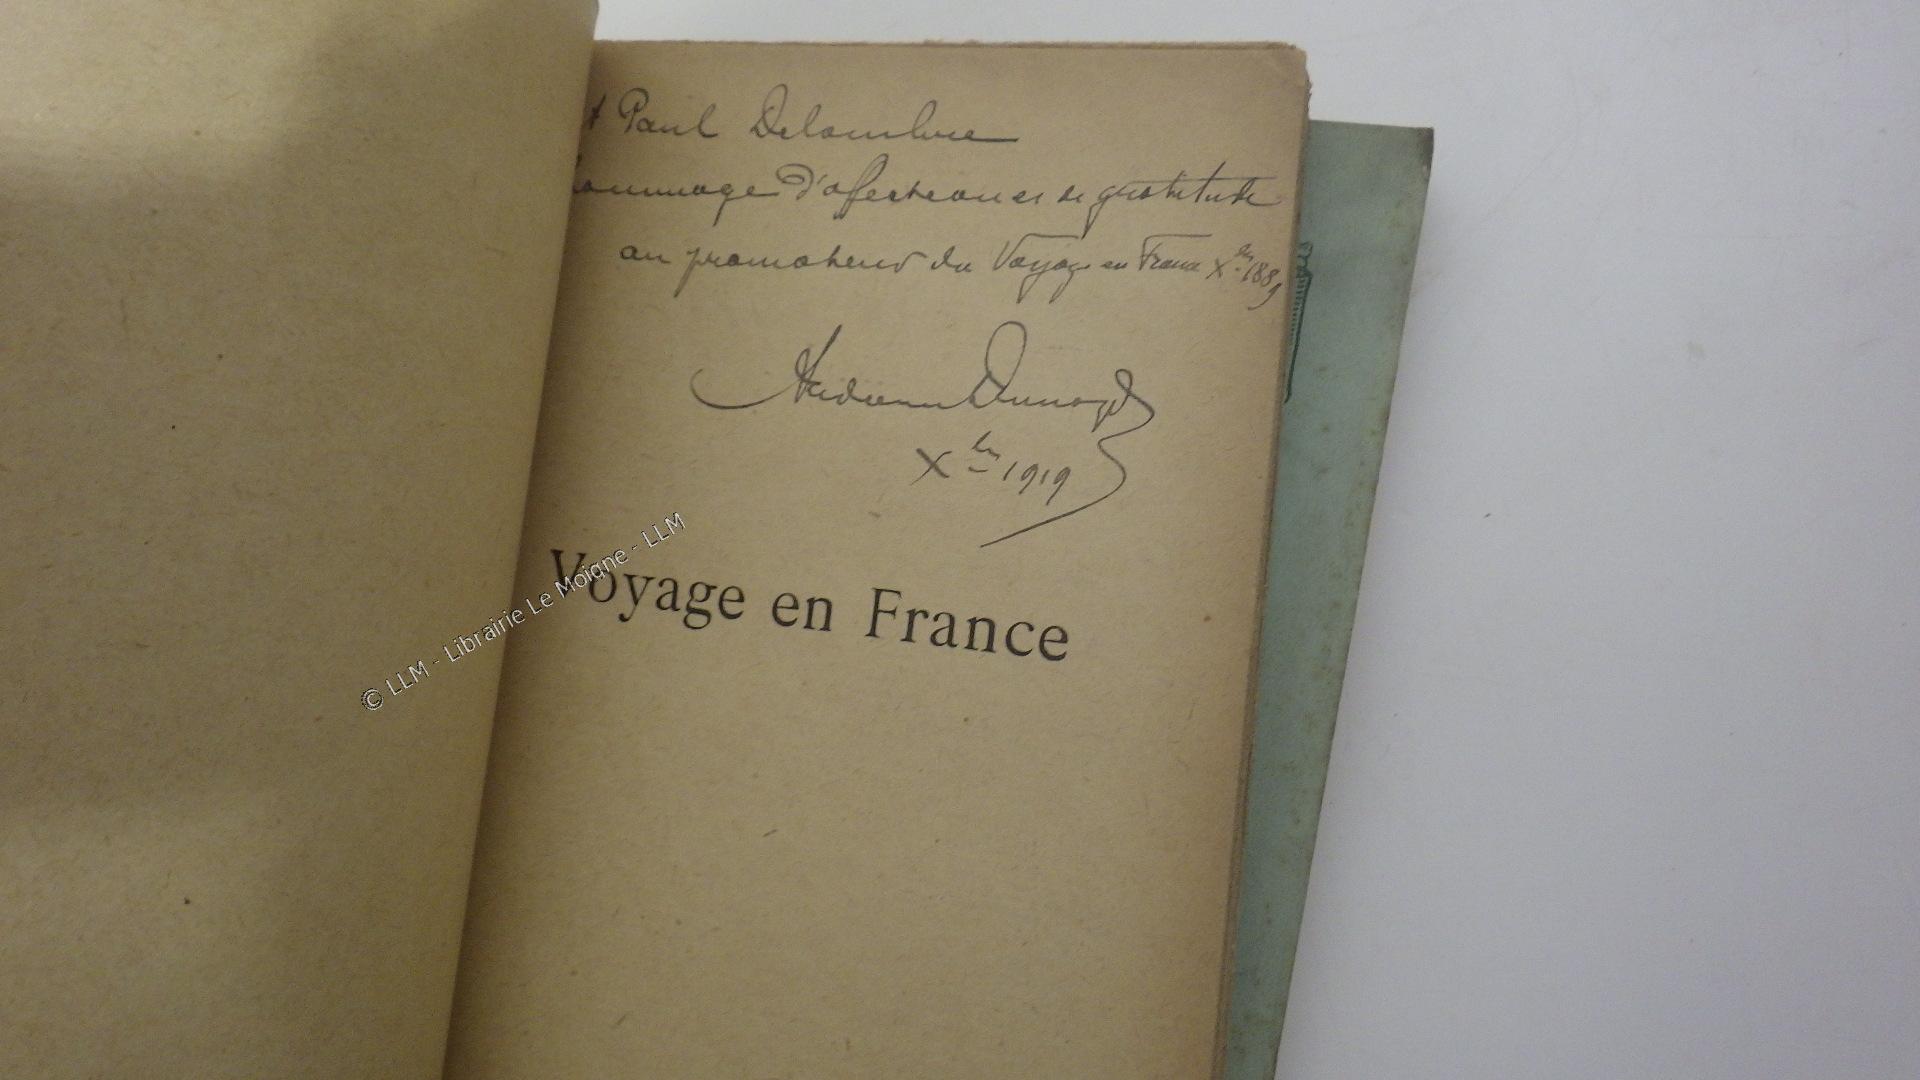 A Paul Delombre
hommage d'affection et de gratitude
au promoteur du Voyage en France Xbre 1889
Ardouin Dumazet
Xbre 1919
Voyage en France
© LLM - Librairie Le Moigne - LLM